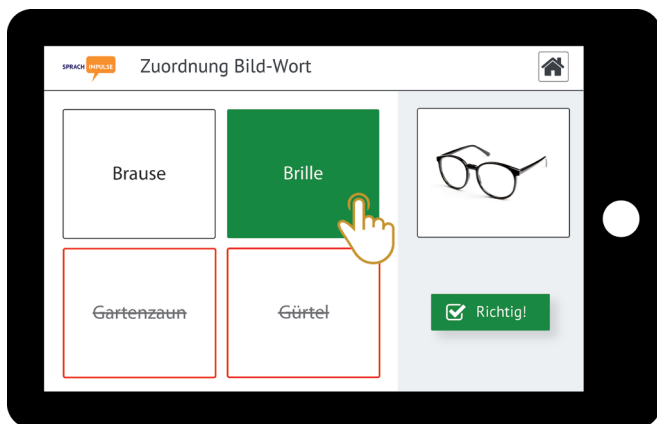 SPRACH IMPULSE
Zuordnung Bild-Wort
Brause
Brille
Gartenzaun
Gürtel
Richtig!